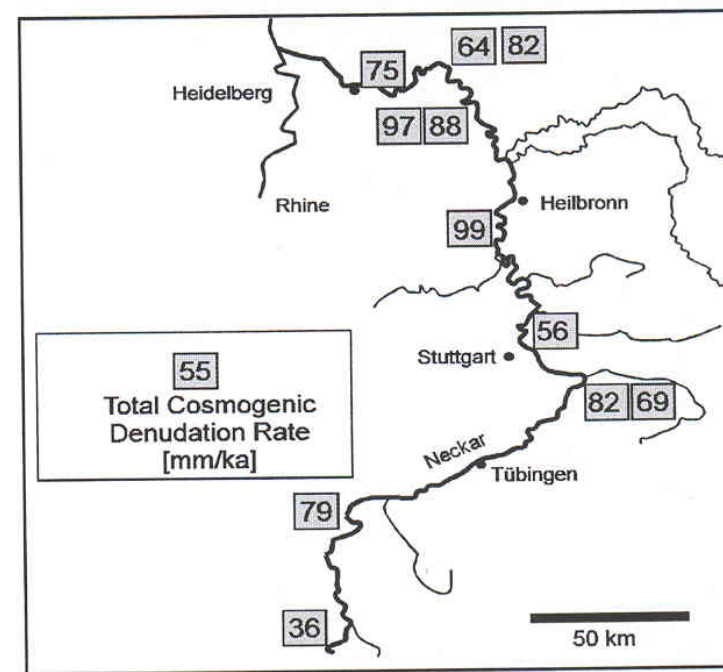 64 82
75
Heidelberg
97 88
Rhine
Heilbronn
99
56
Stuttgart
55
Total Cosmogenic
Denudation Rate
[mm/ka]
82 69
Neckar
Tübingen
79
36
50 km